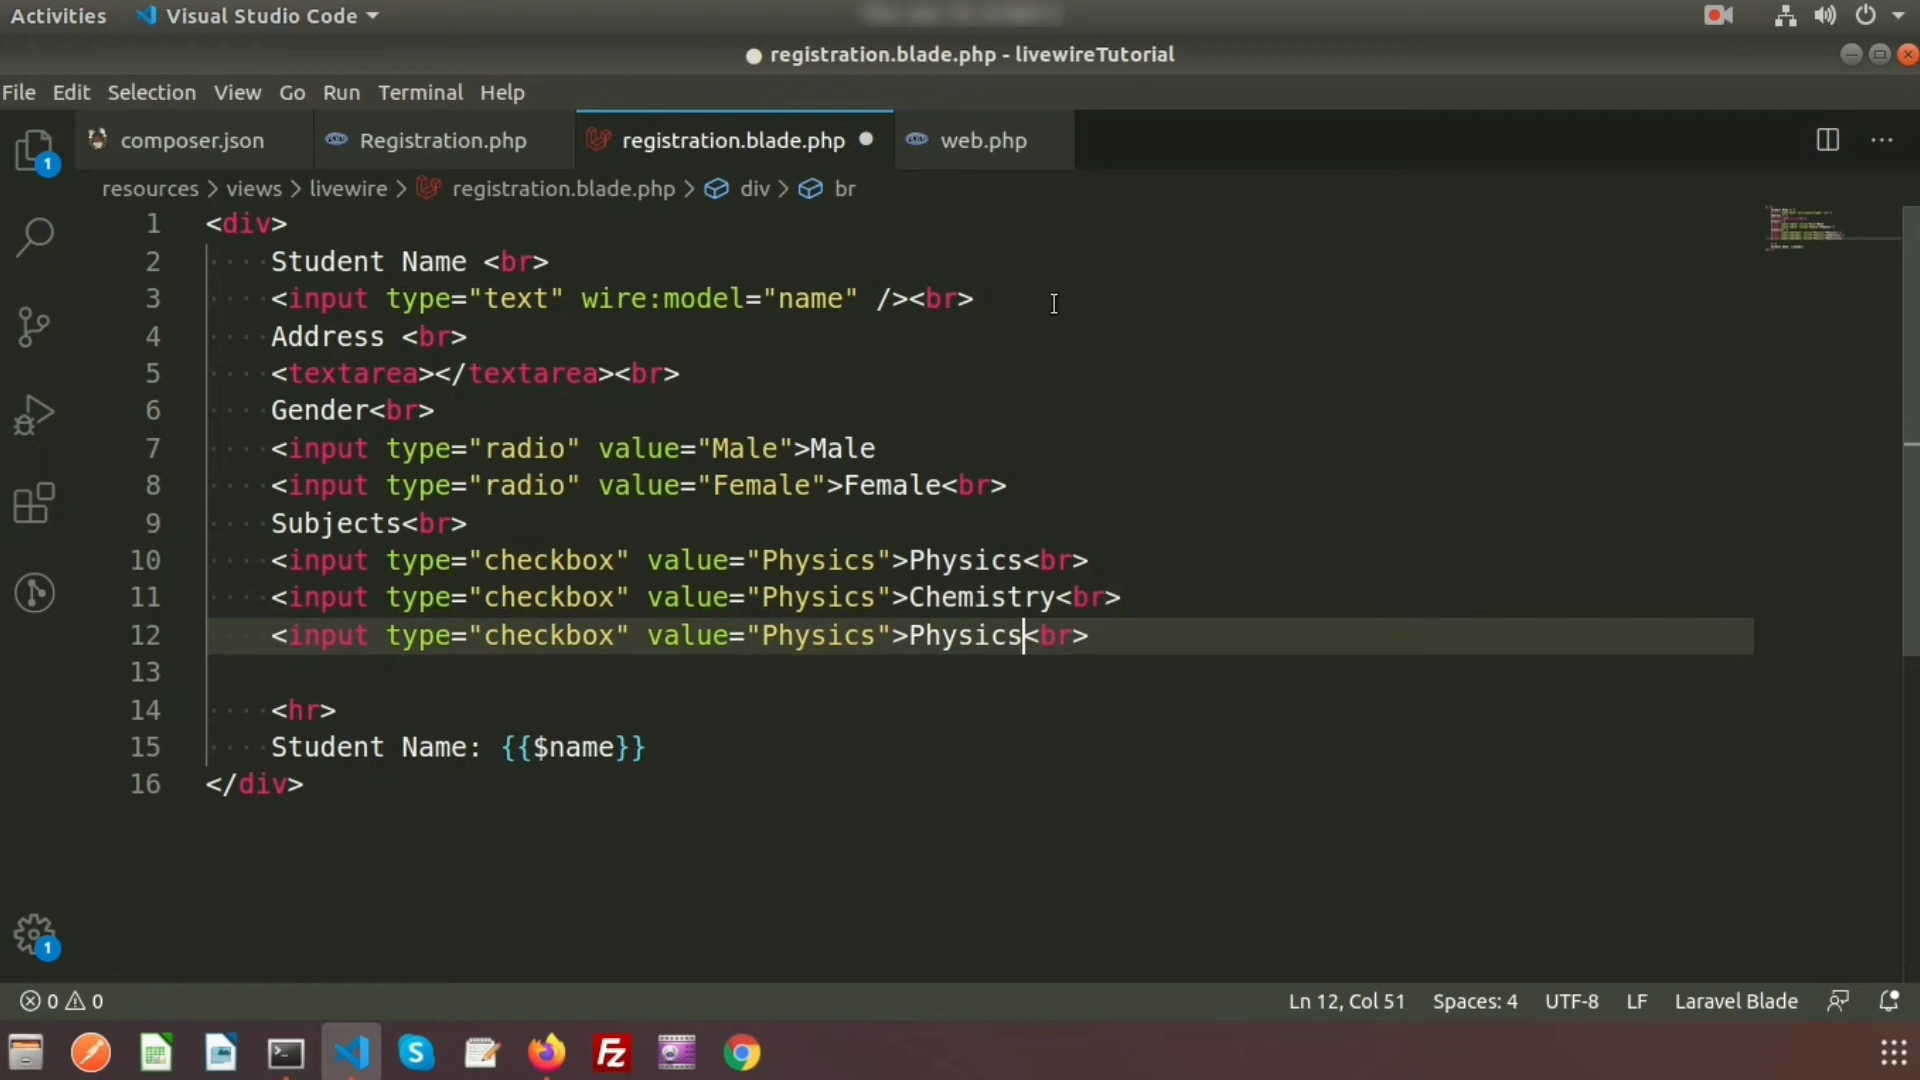 Activities Visual Studio Code
registration.blade.php - livewireTutorial
File Edit Selection View Go Run Terminal Help
composer.json Registration.php registration.blade.php web.php
1
resources > views > livewire > registration.blade.php > div > br
1 <div>
2 Student Name <br>
3 <input type="text" wire:model="name" /><br>
4 Address <br>
5 <textarea></textarea><br>
6 Gender<br>
7 <input type="radio" value="Male">Male
8 <input type="radio" value="Female">Female<br>
9 Subjects<br>
10 <input type="checkbox" value="Physics">Physics<br>
11 <input type="checkbox" value="Physics">Chemistry<br>
12 <input type="checkbox" value="Physics">Physics<br>
13
14 <hr>
15 Student Name: {{$name}}
16 </div>
1
0 0 Ln 12, Col 51 Spaces: 4 UTF-8 LF Laravel Blade